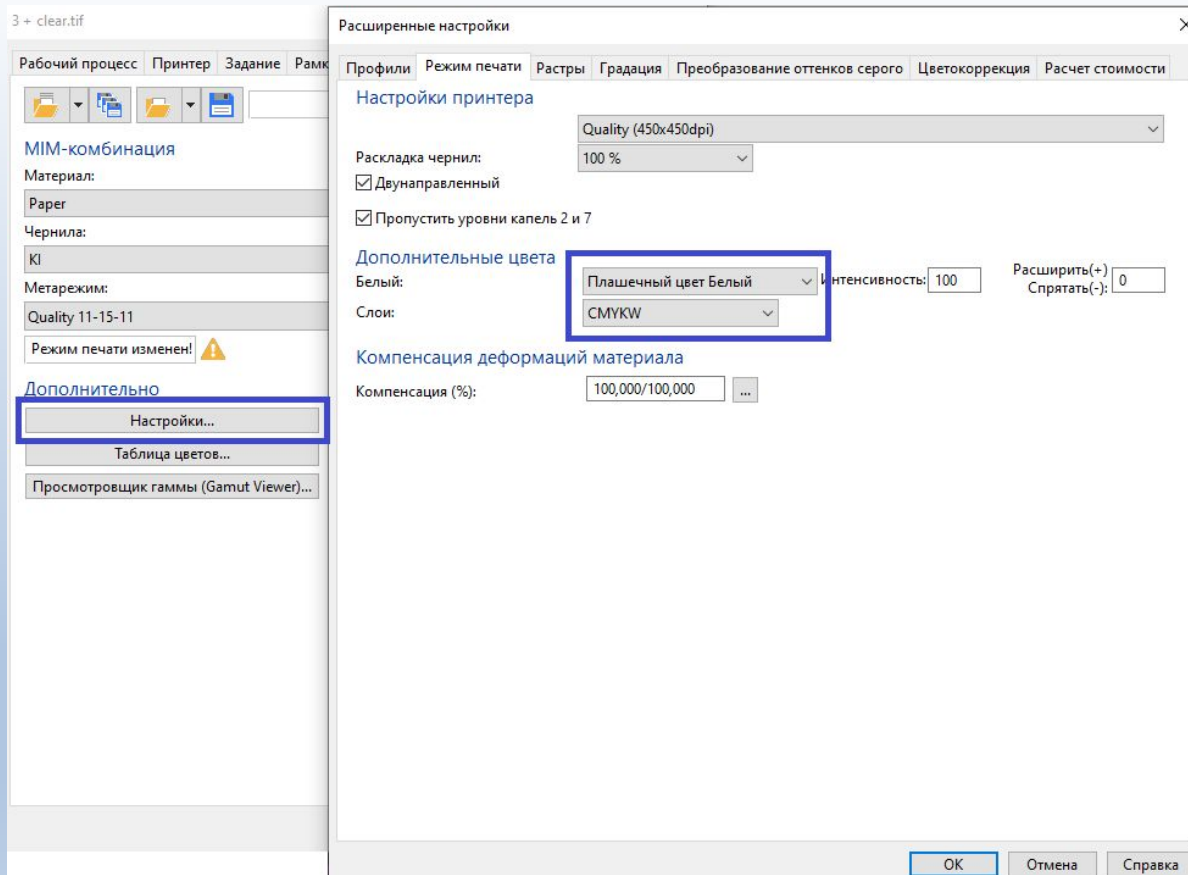 3 + clear.tif
Рабочий процесс Принтер Задание Рамк
MIM-комбинация
Материал:
Paper
Чернила:
KI
Метарежим:
Quality 11-15-11
Режим печати изменен!
Дополнительно
Настройки...
Таблица цветов...
Просмотровщик гаммы (Gamut Viewer)...
Расширенные настройки
Профили Режим печати Растры Градация Преобразование оттенков серого Цветокоррекция Расчет стоимости
Настройки принтера
Quality (450x450dpi)
Раскладка чернил: 100 %
Двунаправленный
Пропустить уровни капель 2 и 7
Дополнительные цвета
Белый: Плашечный цвет Белый Интенсивность: 100 Расширить(+) Спрятать(-): 0
Слои: CMYKW
Компенсация деформаций материала
Компенсация (%): 100,000/100,000 ...
OK Отмена Справка